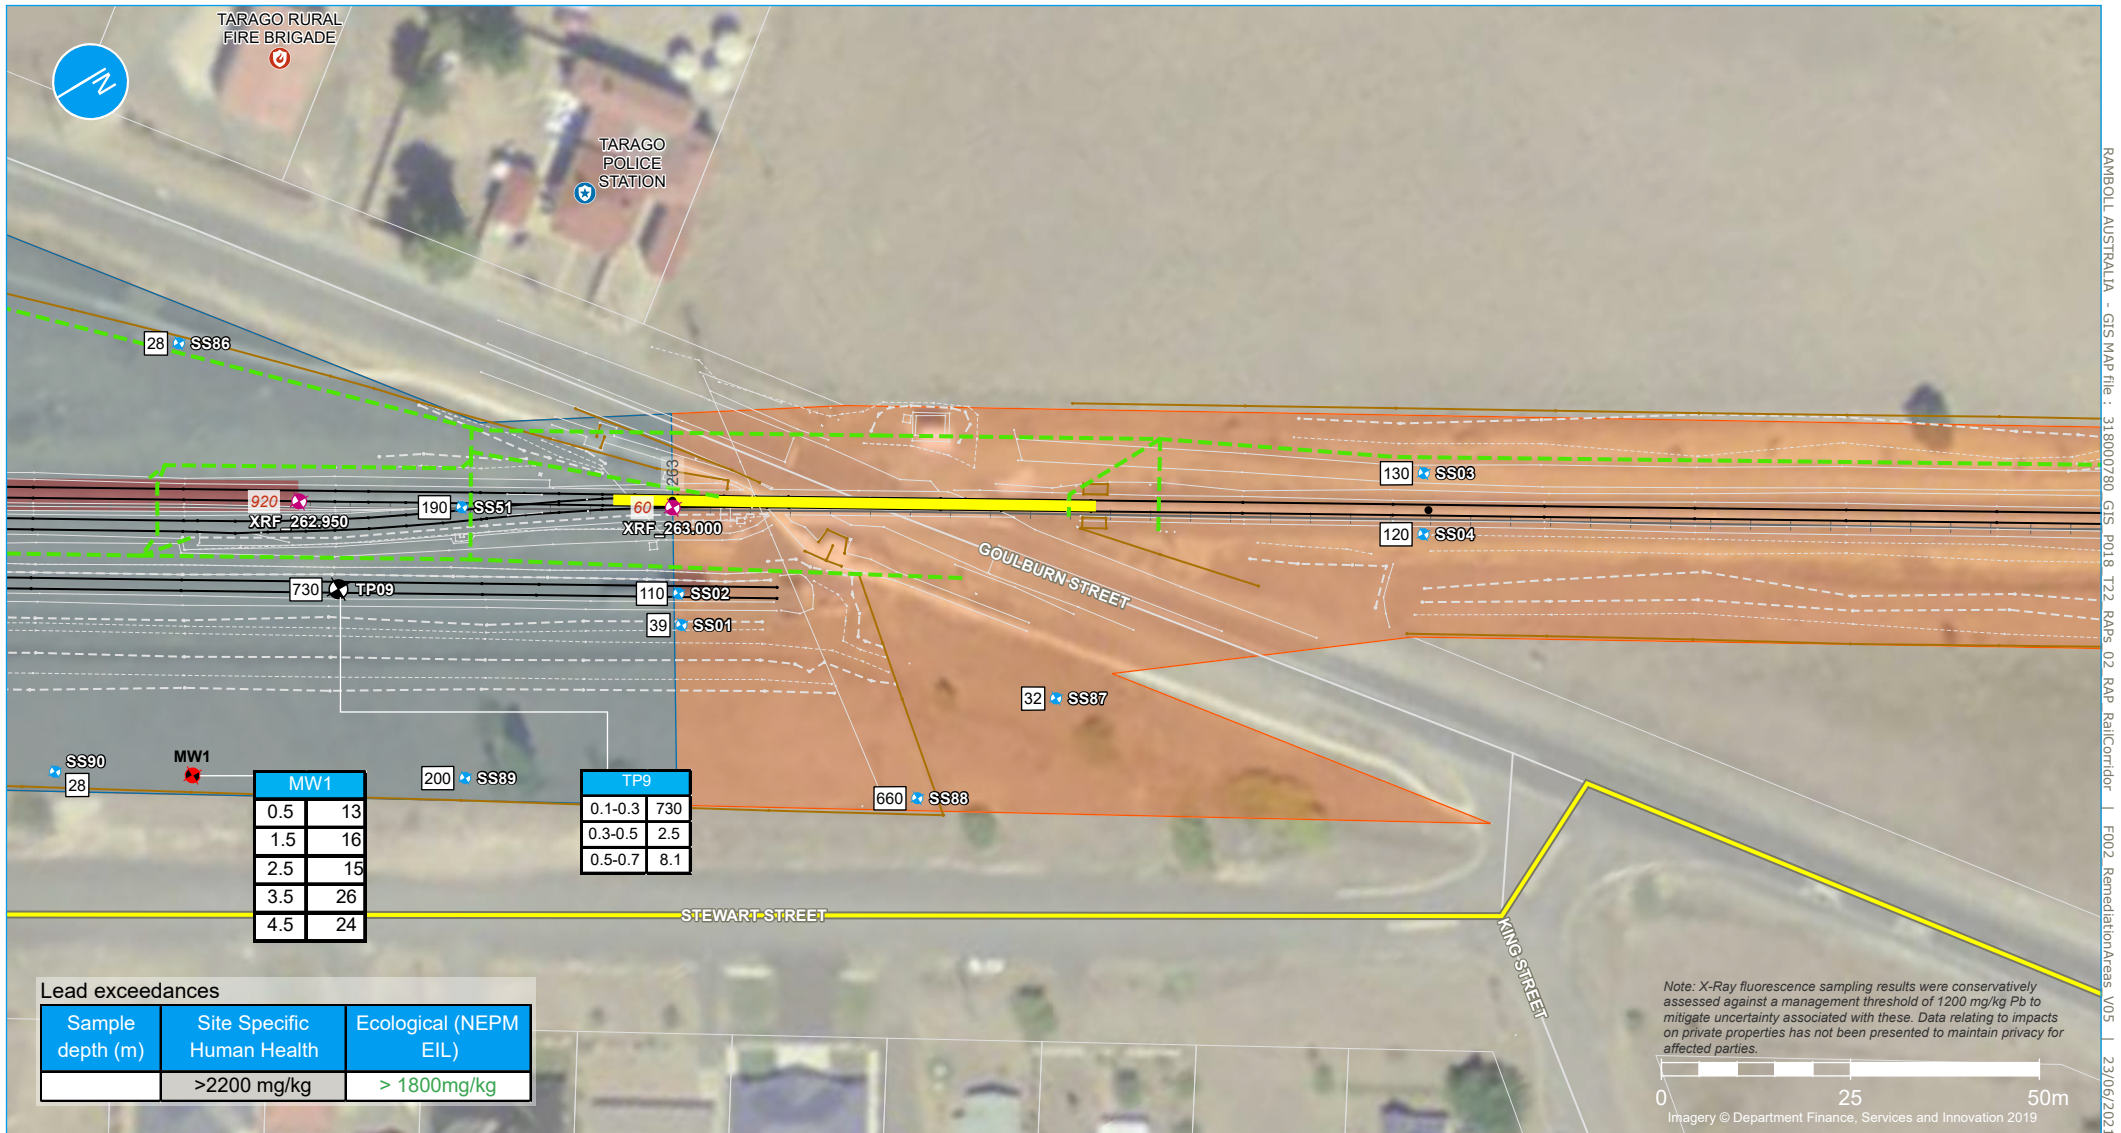 TARAGO RURAL
FIRE BRIGADE
TARAGO
POLICE
STATION
28 SS86
263
920
XRF_262.950
190 SS51
60
XRF_263.000
130 SS03
120 SS04
GOULBURN STREET
730 TP09
110 SS02
39 SS01
32 SS87
SS90
28
MW1
200 SS89
660 SS88
MW1
0.5 13
1.5 16
2.5 15
3.5 26
4.5 24
TP9
0.1-0.3 730
0.3-0.5 2.5
0.5-0.7 8.1
STEWART STREET
KING STREET
Lead exceedances
Sample depth (m) Site Specific Human Health Ecological (NEPM EIL)
>2200 mg/kg > 1800mg/kg
Note: X-Ray fluorescence sampling results were conservatively
assessed against a management threshold of 1200 mg/kg Pb to
mitigate uncertainty associated with these. Data relating to impacts
on private properties has not been presented to maintain privacy for
affected parties.
0 25 50m
Imagery © Department Finance, Services and Innovation 2019
RAMBOLL AUSTRALIA - GIS MAP file : 318000780_GIS_P018_T22_RAPs_02_RAP_RailCorridor | F002_RemediationAreas_V05 | 23/06/2021